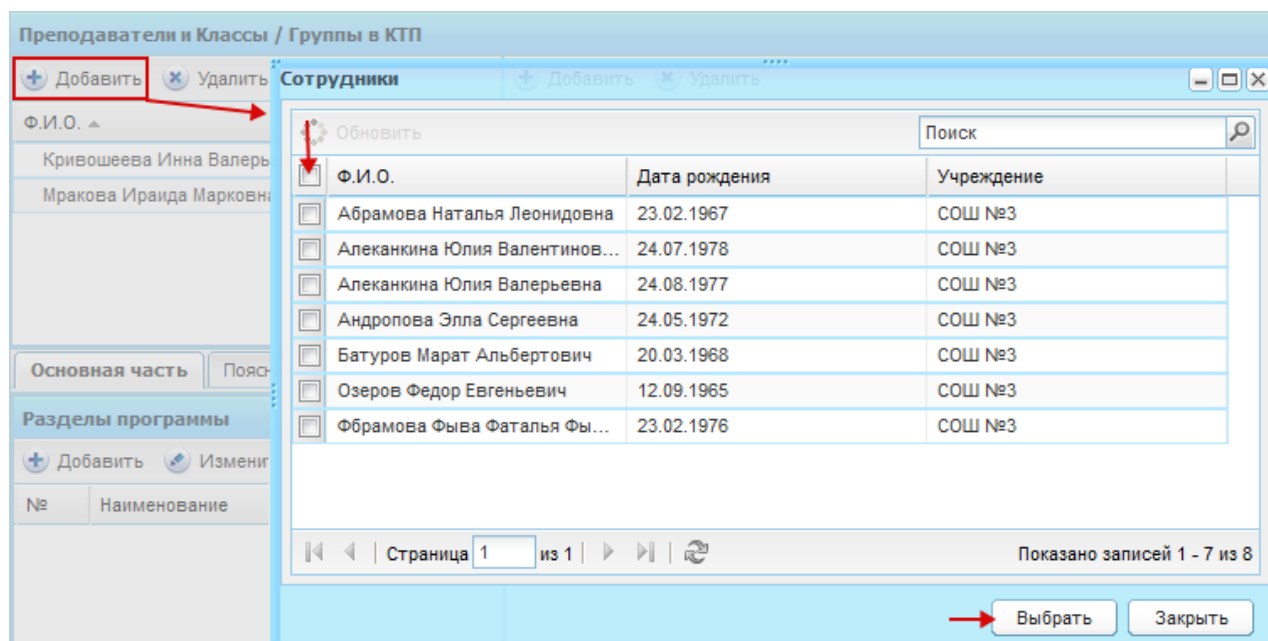 Преподаватели и Классы / Группы в КТП
Добавить Удалить
Ф.И.О.
Кривошеева Инна Валерь
Мракова Ираида Марковн
Основная часть Поясн
Разделы программы
Добавить Измени
№ Наименование
Сотрудники
Добавить Удалить
Обновить Поиск
Ф.И.О. Дата рождения Учреждение
Абрамова Наталья Леонидовна 23.02.1967 СОШ №3
Алеканкина Юлия Валентинов... 24.07.1978 СОШ №3
Алеканкина Юлия Валерьевна 24.08.1977 СОШ №3
Андропова Элла Сергеевна 24.05.1972 СОШ №3
Батуров Марат Альбертович 20.03.1968 СОШ №3
Озеров Федор Евгеньевич 12.09.1965 СОШ №3
Фбрамова Фыва Фаталья Фы... 23.02.1976 СОШ №3
Страница 1 из 1 Показано записей 1 - 7 из 8
Выбрать Закрыть